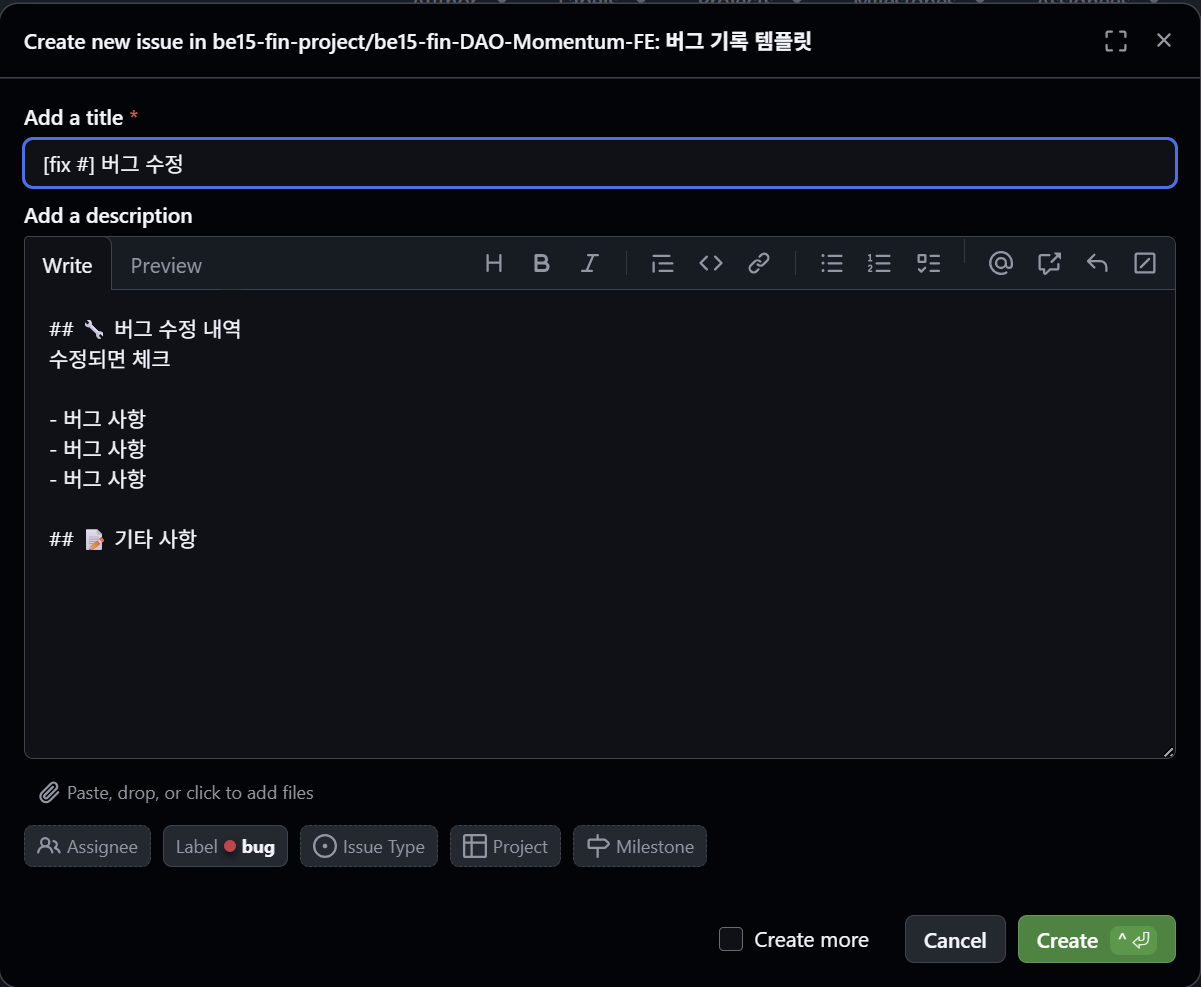 Create new issue in be15-fin-project/be15-fin-DAO-Momentum-FE: 버그 기록 템플릿
Add a title *
[fix #] 버그 수정
Add a description
Write Preview
## 🔧 버그 수정 내역
수정되면 체크
- 버그 사항
- 버그 사항
- 버그 사항
## 📝 기타 사항
Paste, drop, or click to add files
Assignee Label bug Issue Type Project Milestone
Create more Cancel Create